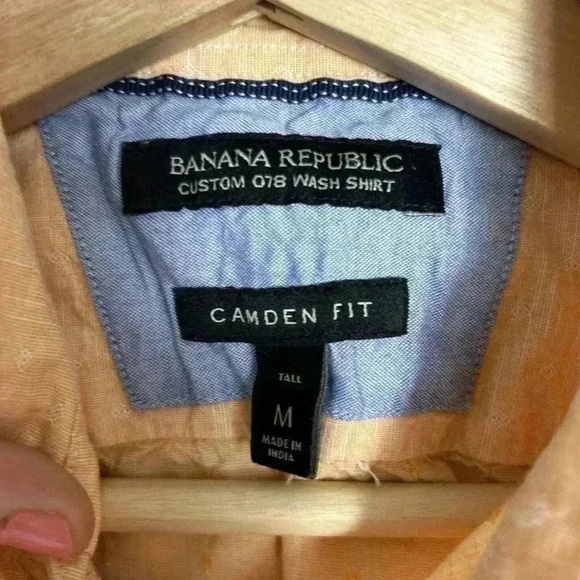 BANANA REPUBLIC
CUSTOM 078 WASH SHIRT
CAMDEN FIT
TALL
M
MADE IN
INDIA